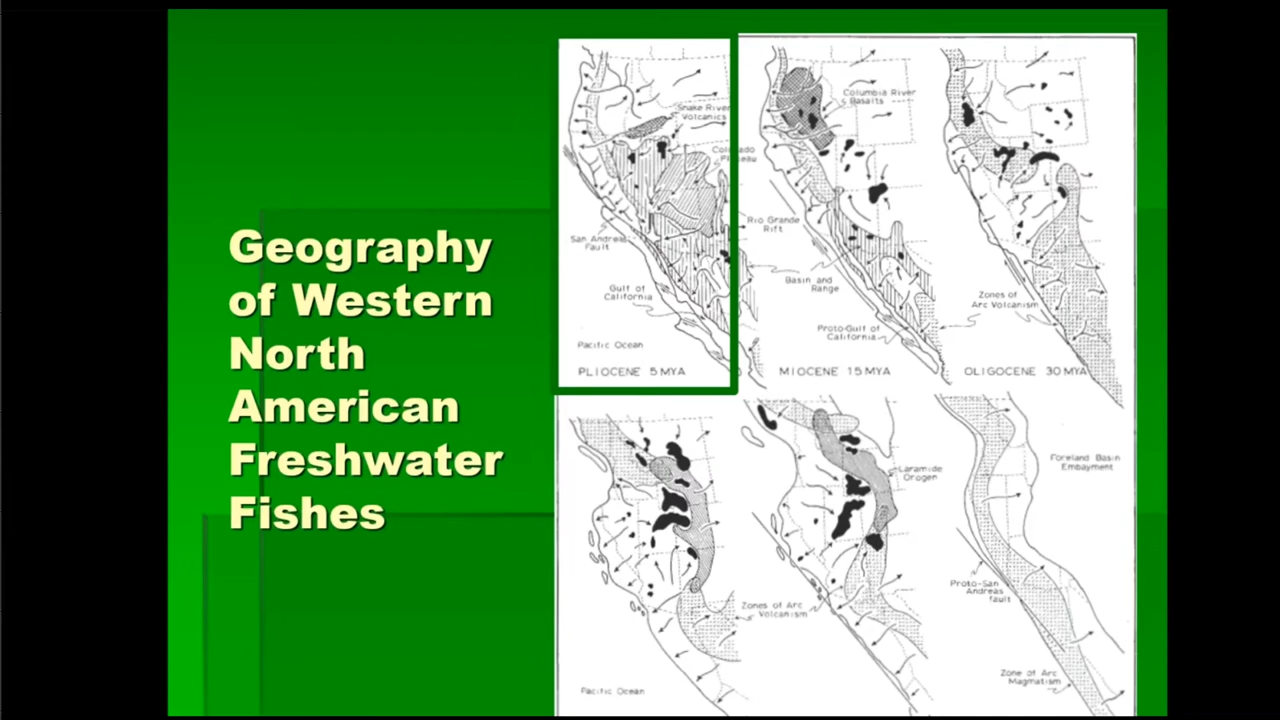 Geography
of Western
North
American
Freshwater
Fishes
Snake River
Volcanics
San Andreas
Fault
Gulf of
California
Pacific Ocean
PLIOCENE 5 MYA
Columbia River
Basalts
Rio Grande
Rift
Basin and
Range
Proto-Gulf of
California
MIOCENE 15 MYA
Zones of
Arc Volcanism
OLIGOCENE 30 MYA
Pacific Ocean
Laramide
Orogen
Zones of Arc
Volcanism
Foreland Basin
Embayment
Proto-San
Andreas
fault
Zone of Arc
Magmatism